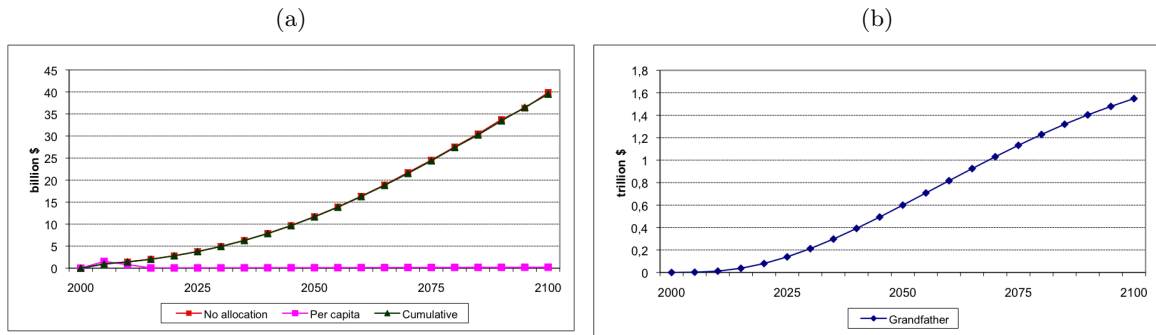 (a)
billion $
45
40
35
30
25
20
15
10
5
0
2000 2025 2050 2075 2100
No allocation Per capita Cumulative
(b)
trillion $
1,8
1,6
1,4
1,2
1
0,8
0,6
0,4
0,2
0
2000 2025 2050 2075 2100
Grandfather